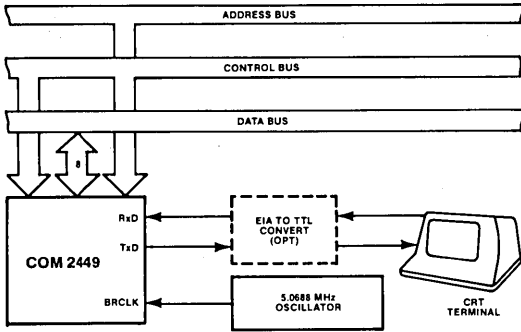 ADDRESS BUS
CONTROL BUS
DATA BUS
8
RxD
TxD
COM 2449
BRCLK
EIA TO TTL
CONVERT
(OPT)
5.0688 MHz
OSCILLATOR
CRT
TERMINAL